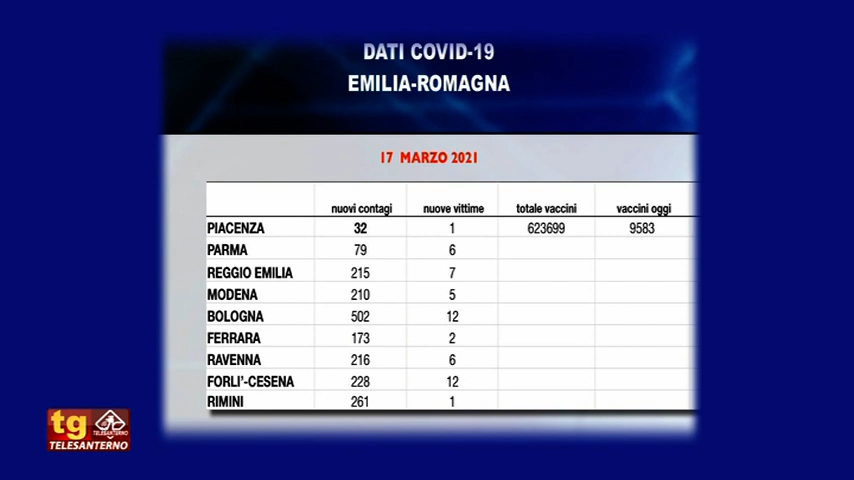 DATI COVID-19
EMILIA-ROMAGNA
17 MARZO 2021
nuovi contagi nuove vittime totale vaccini vaccini oggi
PIACENZA 32 1 623699 9583
PARMA 79 6
REGGIO EMILIA 215 7
MODENA 210 5
BOLOGNA 502 12
FERRARA 173 2
RAVENNA 216 6
FORLI'-CESENA 228 12
RIMINI 261 1
tg
TELESANTERNO
TELESANTERNO